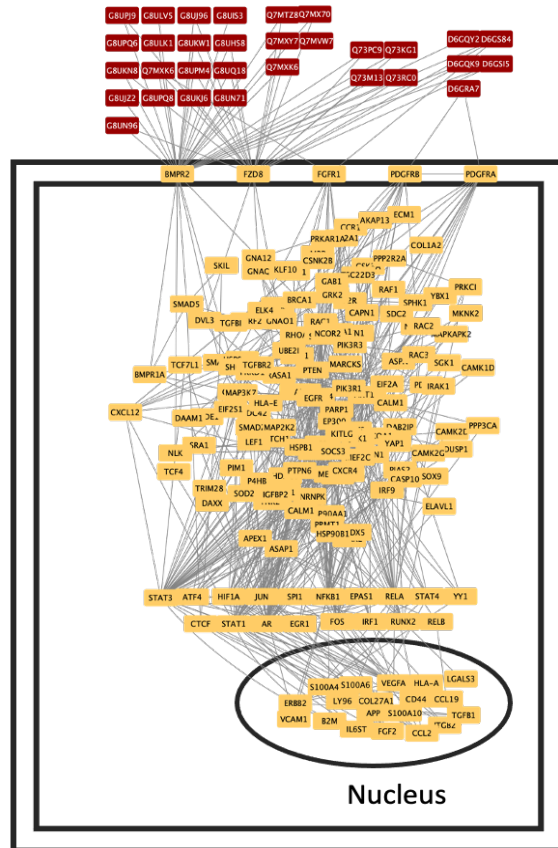 G8UPJ9 G8ULV5 G8UJ96 G8UIS3 Q7MTZ8 Q7MX70
G8UPQ6 G8ULK1 G8UKW1 G8UHS8 Q7MXY7 Q7MVW7 Q73PC9 Q73KG1 D6GQY2 D6GS84
G8UKN8 Q7MXK6 G8UPM4 G8UQ18 Q7MXK6 Q73M13 Q73RC0 D6GQK9 D6GSI5
G8UJZ2 G8UPQ8 G8UKJ6 G8UN71 D6GRA7
G8UN96
BMPR2 FZD8 FGFR1 PDGFRB PDGFRA
AKAP13 ECM1
CCR1
PRKAR1A
GNA12 PPP2R2A COL1A2
SKIL GNAQ KLF10 CSNK2B
GAB1 RAF1 PRKCI
GRK2 SPHK1 YBX1
SMAD5 BRCA1 CAPN1 SDC2 MKNK2
ELK4
DVL3 GNAO1 RAC1 RAC2
NCOR2
PIK3R3
UBE2I RAC3
TCF7L1 TGFBR2 MARCKS SGK1
BMPR1A PTEN CAMK1D
PIK3R1 EIF2A IRAK1
EGFR
CXCL12 HLA-E PARP1 CALM1
EIF2S1 DAB2IP CAMK2D PPP3CA
DAAM1 KITLG
SRA1 LEF1 HSPB1 YAP1 DUSP1
NLK SOCS3 CAMK2G
TCF4 PIM1 PTPN6 CXCR4 SOX9
P4HB CASP10
TRIM28 SOD2 IGFBP2 IRF9
DAXX CALM1 ELAVL1
HSP90B1
APEX1
ASAP1
STAT3 ATF4 HIF1A JUN SPI1 NFKB1 EPAS1 RELA STAT4 YY1
CTCF STAT1 AR EGR1 FOS IRF1 RUNX2 RELB
S100A4 S100A6 VEGFA HLA-A LGALS3
ERBB2 LY96 COL27A1 CD44 CCL19
VCAM1 B2M APP S100A10 TGFB1
IL6ST FGF2 CCL2 ITGB2
Nucleus